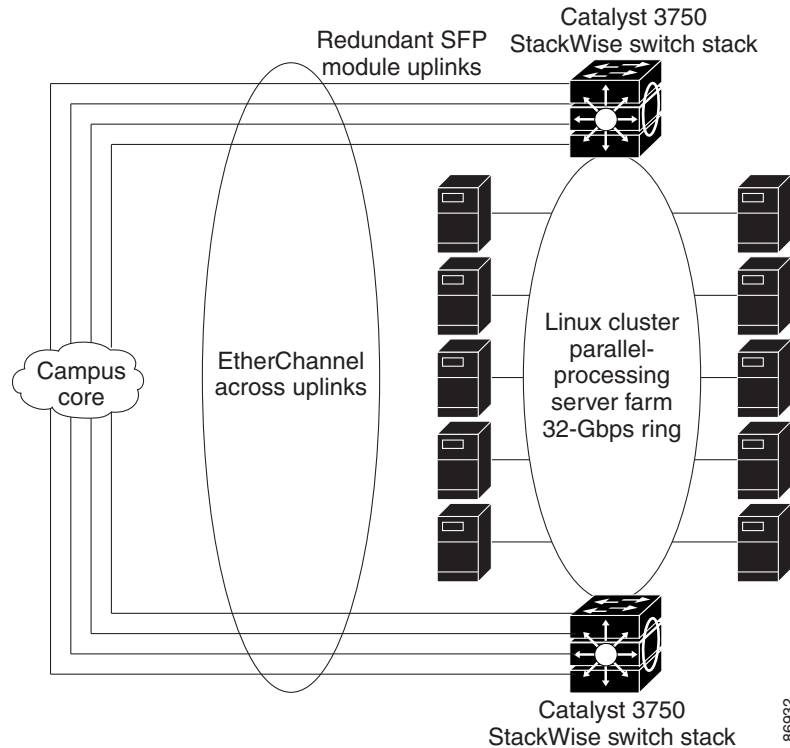 Redundant SFP
module uplinks
Catalyst 3750
StackWise switch stack
Campus
core
EtherChannel
across uplinks
Linux cluster
parallel-
processing
server farm
32-Gbps ring
Catalyst 3750
StackWise switch stack
86932